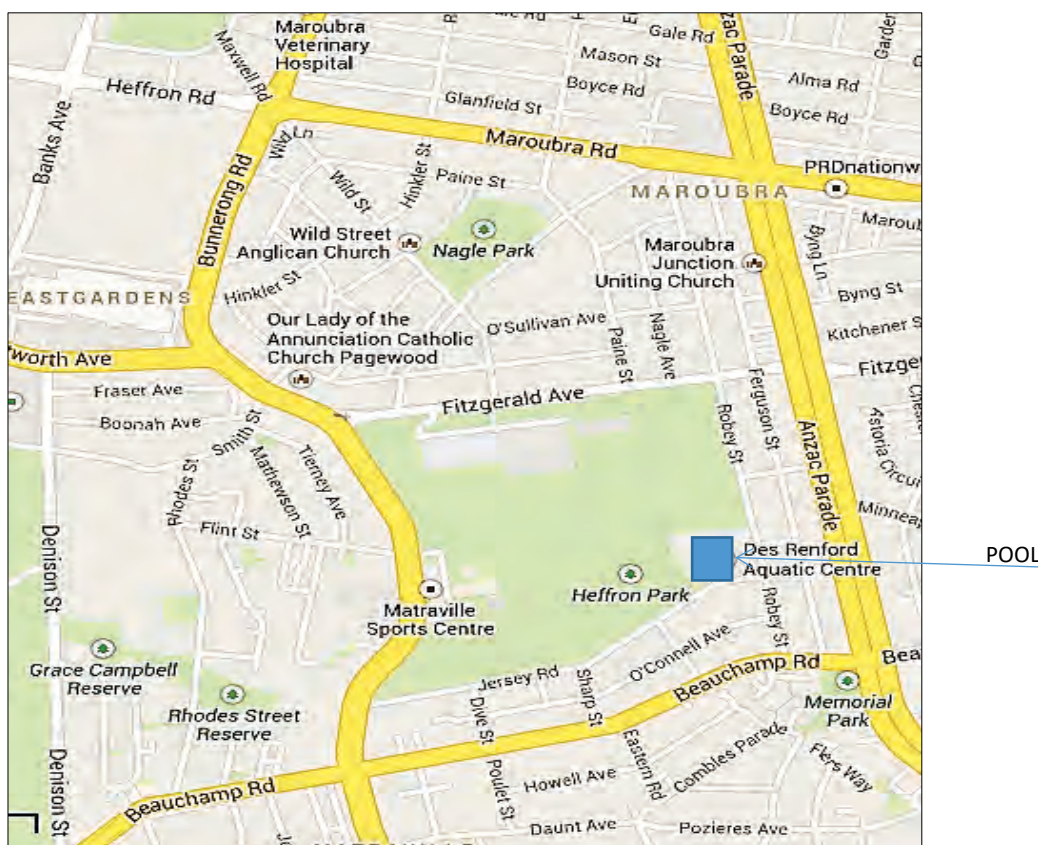 Gale Rd
Maroubra
Veterinary
Hospital
Maxwell Rd
Mason St
Anzac Parade
Alma Rd
Heffron Rd
Boyce Rd
Glanfield St
Boyce Rd
Banks Ave
Wild Ln
Maroubra Rd
PRDnationw
Hinkler St
Paine St
Wild St
MAROUBRA
Bunnerong Rd
Maroub
Wild Street
Anglican Church
Nagle Park
Maroubra
Junction
Uniting Church
Byng Ln
Byng St
EASTGARDENS
Hinkler St
Our Lady of the
Annunciation Catholic
Church Pagewood
O'Sullivan Ave
Paine St
Nagle Ave
Kitchener S
tworth Ave
Fitzge
Fraser Ave
Fitzgerald Ave
Ferguson St
Robey St
Boonah Ave
Smith St
Anzac Parade
Astoria Circu
Rhodes St
Mathewson St
Tierney Ave
Flint St
Minneap
Denison St
Des Renford
Aquatic Centre
POOL
Heffron Park
Matraville
Sports Centre
Robey St
O'Connell Ave
Grace Campbell
Reserve
Rhodes Street
Reserve
Jersey Rd
Sharp St
Beauchamp Rd
Bea
Dive St
Memorial
Park
Denison St
Eastern Rd
Combles Parade
Flers Way
Poulet St
Howell Ave
Beauchamp Rd
Daunt Ave
Pozieres Ave